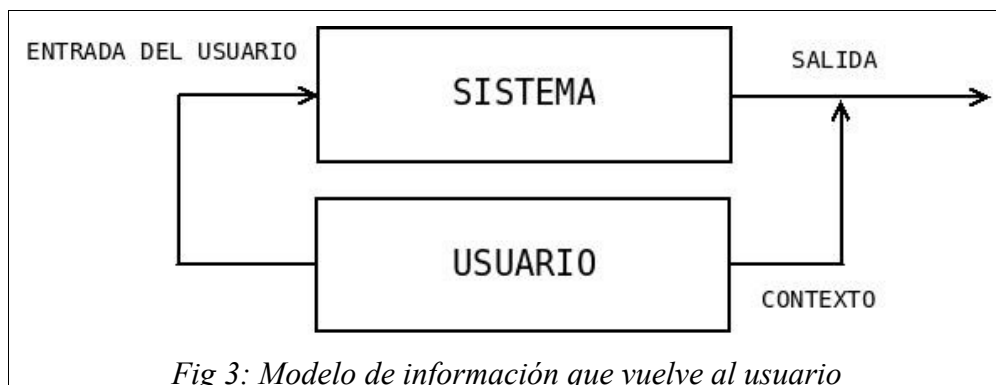 ENTRADA DEL USUARIO
SISTEMA
SALIDA
USUARIO
CONTEXTO
Fig 3: Modelo de información que vuelve al usuario